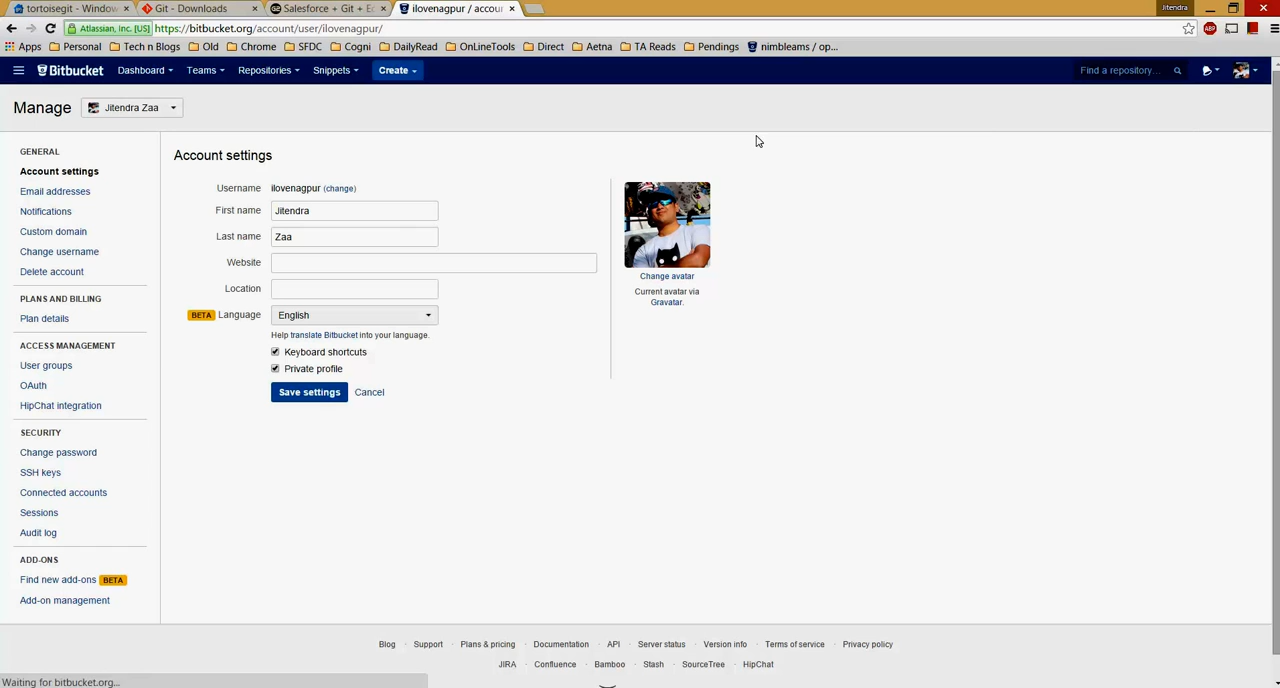 tortoisegit - Window
Git - Downloads
Salesforce + Git + Ec
ilovenagpur / accou
Jitendra
Atlassian, Inc. [US]
https://bitbucket.org/account/user/ilovenagpur/
ABP
Apps
Personal
Tech n Blogs
Old
Chrome
SFDC
Cogni
DailyRead
OnLineTools
Direct
Aetna
TA Reads
Pendings
nimbleams / op...
Bitbucket
Dashboard
Teams
Repositories
Snippets
Create
Find a repository...
Manage
Jitendra Zaa
GENERAL
Account settings
Email addresses
Notifications
Custom domain
Change username
Delete account
PLANS AND BILLING
Plan details
ACCESS MANAGEMENT
User groups
OAuth
HipChat integration
SECURITY
Change password
SSH keys
Connected accounts
Sessions
Audit log
ADD-ONS
Find new add-ons BETA
Add-on management
Account settings
Username ilovenagpur (change)
First name Jitendra
Last name Zaa
Website
Location
BETA Language English
Help translate Bitbucket into your language.
Keyboard shortcuts
Private profile
Save settings Cancel
Change avatar
Current avatar via
Gravatar.
Blog · Support · Plans & pricing · Documentation · API · Server status · Version info · Terms of service · Privacy policy
JIRA · Confluence · Bamboo · Stash · SourceTree · HipChat
Waiting for bitbucket.org...